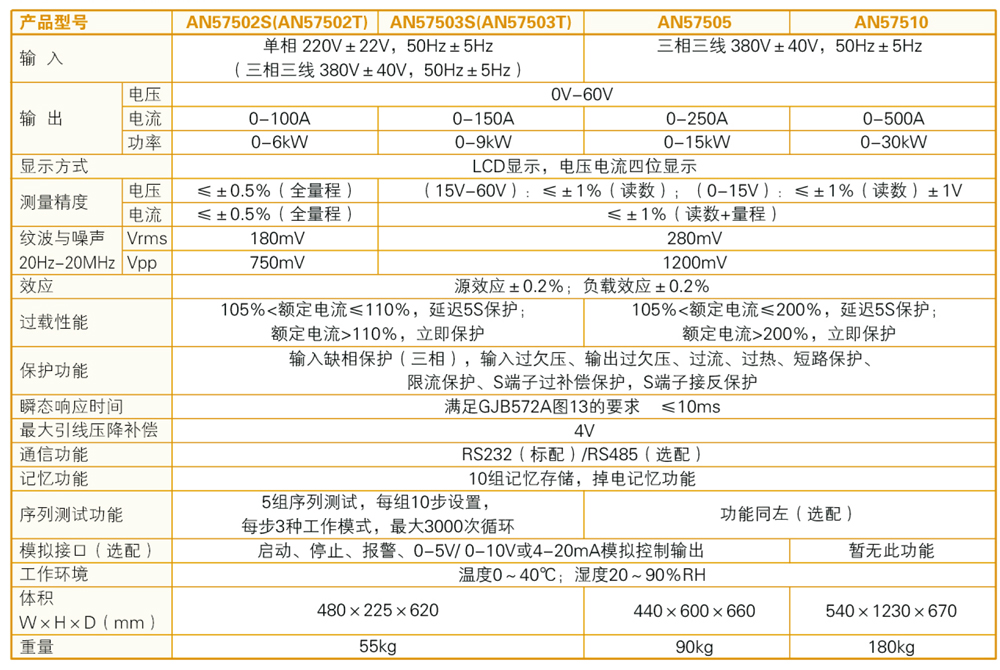 产品型号 AN57502S(AN57502T) AN57503S(AN57503T) AN57505 AN57510
输 入 单相 220V±22V，50Hz±5Hz 三相三线 380V±40V，50Hz±5Hz
（三相三线 380V±40V，50Hz±5Hz）
输 出 电压 0V-60V
电流 0-100A 0-150A 0-250A 0-500A
功率 0-6kW 0-9kW 0-15kW 0-30kW
显示方式 LCD显示，电压电流四位显示
测量精度 电压 ≤±0.5%（全量程） （15V-60V）：≤±1%（读数）；（0-15V）：≤±1%（读数）±1V
电流 ≤±0.5%（全量程） ≤±1%（读数+量程）
纹波与噪声 Vrms 180mV 280mV
20Hz-20MHz Vpp 750mV 1200mV
效应 源效应±0.2%；负载效应±0.2%
过载性能 105%<额定电流≤110%，延迟5S保护； 105%<额定电流≤200%，延迟5S保护；
额定电流>110%，立即保护 额定电流>200%，立即保护
保护功能 输入缺相保护（三相），输入过欠压、输出过欠压、过流、过热、短路保护、
限流保护、S端子过补偿保护，S端子接反保护
瞬态响应时间 满足GJB572A图13的要求 ≤10ms
最大引线压降补偿 4V
通信功能 RS232（标配）/RS485（选配）
记忆功能 10组记忆存储，掉电记忆功能
序列测试功能 5组序列测试，每组10步设置， 功能同左（选配）
每步3种工作模式，最大3000次循环
模拟接口（选配） 启动、停止、报警、0-5V/ 0-10V或4-20mA模拟控制输出 暂无此功能
工作环境 温度0～40℃；湿度20～90%RH
体积
W×H×D（mm） 480×225×620 440×600×660 540×1230×670
重量 55kg 90kg 180kg